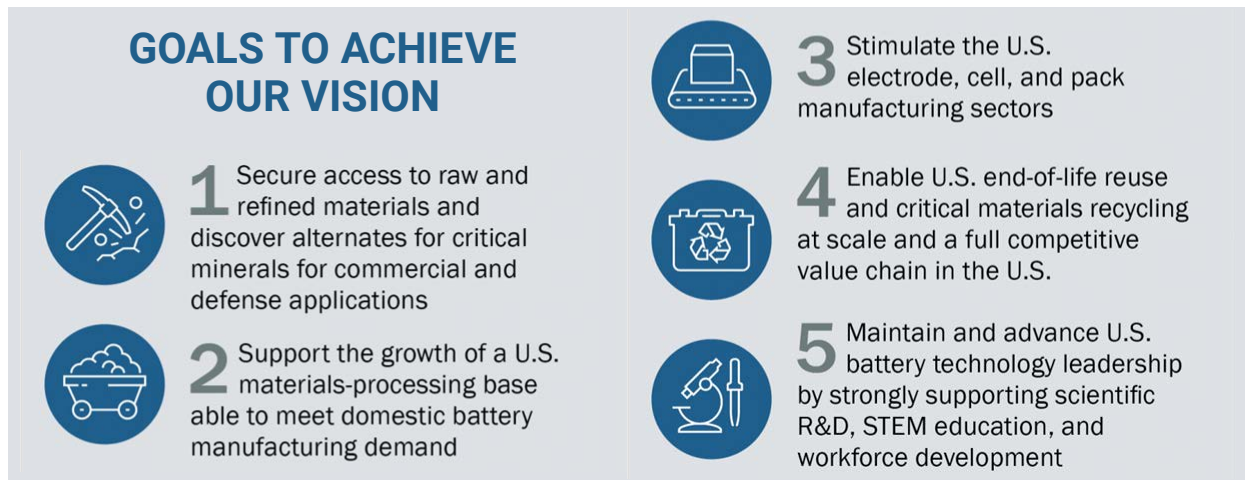 GOALS TO ACHIEVE
OUR VISION
1 Secure access to raw and
refined materials and
discover alternates for critical
minerals for commercial and
defense applications
2 Support the growth of a U.S.
materials-processing base
able to meet domestic battery
manufacturing demand
3 Stimulate the U.S.
electrode, cell, and pack
manufacturing sectors
4 Enable U.S. end-of-life reuse
and critical materials recycling
at scale and a full competitive
value chain in the U.S.
5 Maintain and advance U.S.
battery technology leadership
by strongly supporting scientific
R&D, STEM education, and
workforce development